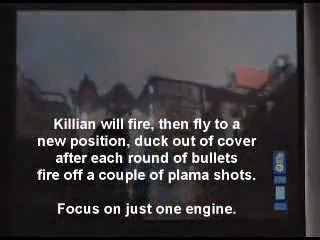 Killian will fire, then fly to a
new position, duck out of cover
after each round of bullets
fire off a couple of plama shots.
Focus on just one engine.